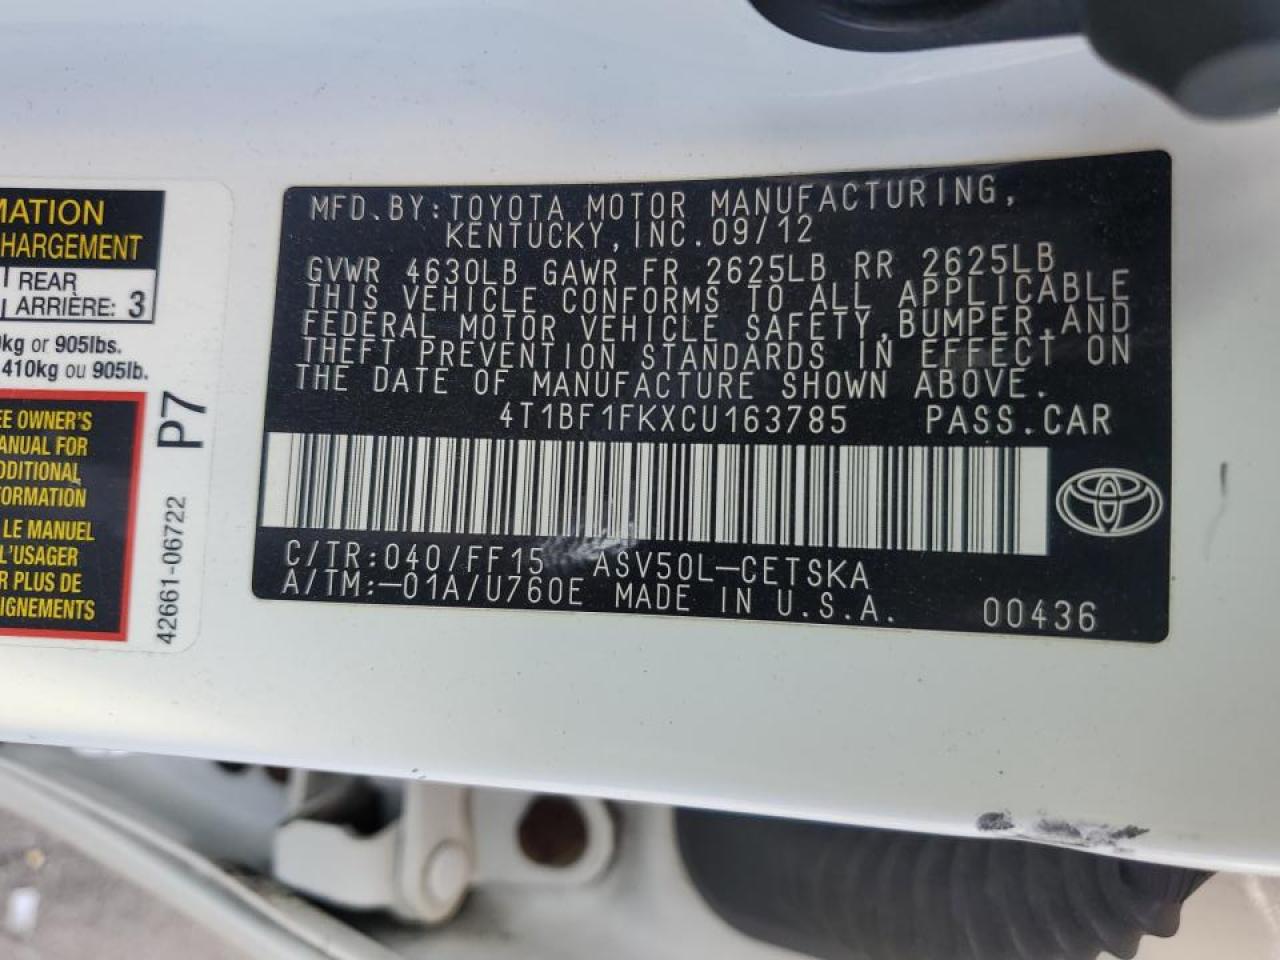 MATION
HARGEMENT
REAR
ARRIÈRE: 3
kg or 905lbs.
410kg ou 905lb.
EE OWNER'S
ANUAL FOR
DDITIONAL
FORMATION
LE MANUEL
L'USAGER
R PLUS DE
IGNEMENTS
P7
42661-06722
MFD.BY:TOYOTA MOTOR MANUFACTURING,
KENTUCKY,INC.09/12
GVWR 4630LB GAWR FR 2625LB RR 2625LB
THIS VEHICLE CONFORMS TO ALL APPLICABLE
FEDERAL MOTOR VEHICLE SAFETY,BUMPER,AND
THEFT PREVENTION STANDARDS IN EFFECT ON
THE DATE OF MANUFACTURE SHOWN ABOVE.
4T1BF1FKXCU163785 PASS.CAR
C/TR:040/FF15 ASV50L-CETSKA
A/TM:-01A/U760E MADE IN U.S.A. 00436